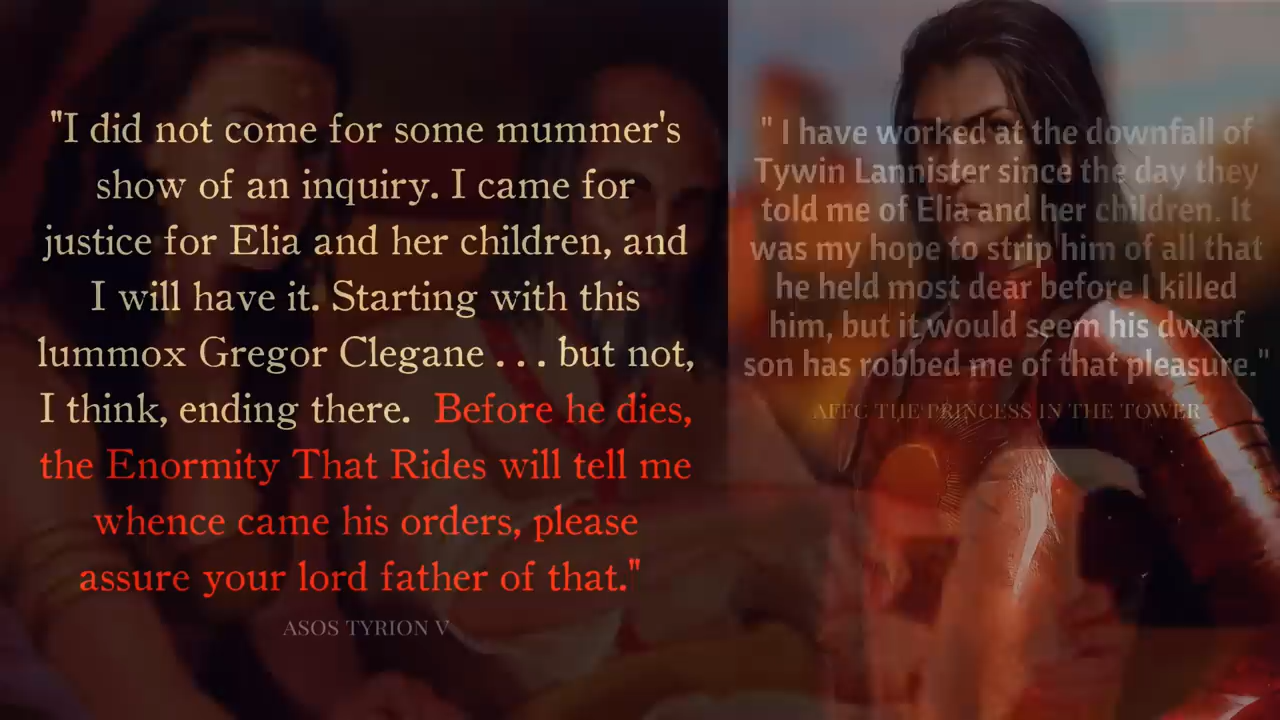 "I did not come for some mummer's
show of an inquiry. I came for
justice for Elia and her children, and
I will have it. Starting with this
lummox Gregor Clegane . . . but not,
I think, ending there. Before he dies,
the Enormity That Rides will tell me
whence came his orders, please
assure your lord father of that."
ASOS TYRION V
" I have worked at the downfall of
Tywin Lannister since the day they
told me of Elia and her children. It
was my hope to strip him of all that
he held most dear before I killed
him, but it would seem his dwarf
son has robbed me of that pleasure."
AFFC THE PRINCESS IN THE TOWER